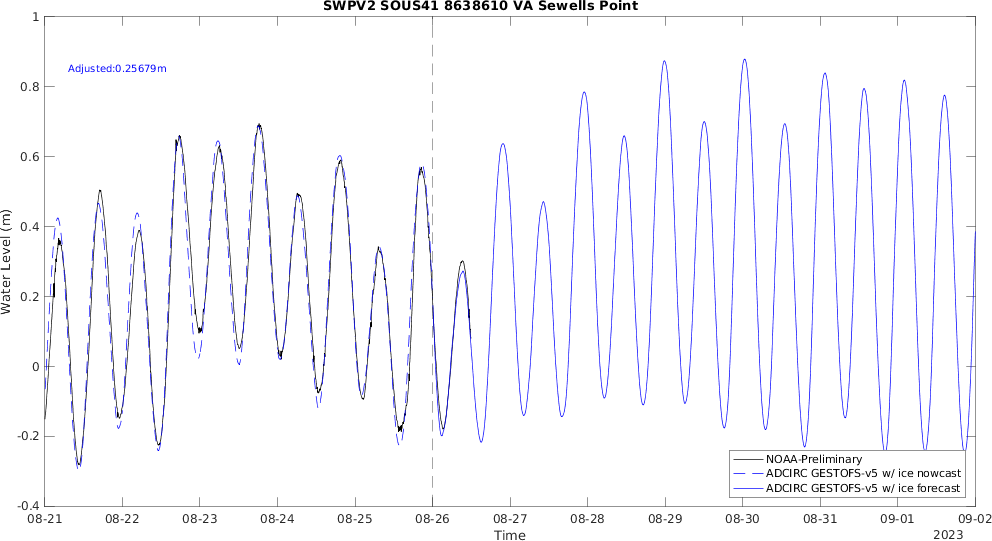 SWPV2 SOUS41 8638610 VA Sewells Point
Adjusted:0.25679m
1
0.8
0.6
0.4
0.2
0
-0.2
-0.4
Water Level (m)
NOAA-Preliminary
ADCIRC GESTOFS-v5 w/ ice nowcast
ADCIRC GESTOFS-v5 w/ ice forecast
08-21 08-22 08-23 08-24 08-25 08-26 08-27 08-28 08-29 08-30 08-31 09-01 09-02
Time
2023